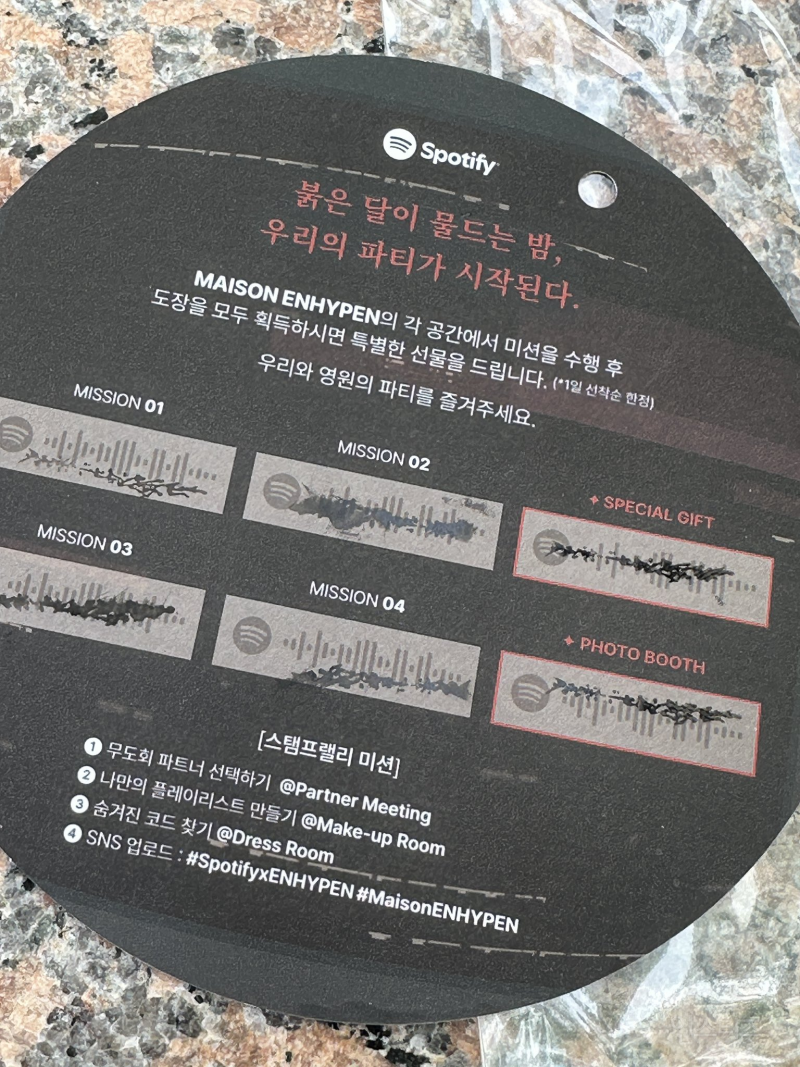 Spotify
붉은 달이 물드는 밤,
우리의 파티가 시작된다.
MAISON ENHYPEN의 각 공간에서 미션을 수행 후
도장을 모두 획득하시면 특별한 선물을 드립니다. (*1일 선착순 한정)
우리와 영원의 파티를 즐겨주세요.
MISSION 01
MISSION 02
✦ SPECIAL GIFT
MISSION 03
MISSION 04
✦ PHOTO BOOTH
[스탬프랠리 미션]
1 무도회 파트너 선택하기 @Partner Meeting
2 나만의 플레이리스트 만들기 @Make-up Room
3 숨겨진 코드 찾기 @Dress Room
4 SNS 업로드 : #SpotifyxENHYPEN #MaisonENHYPEN